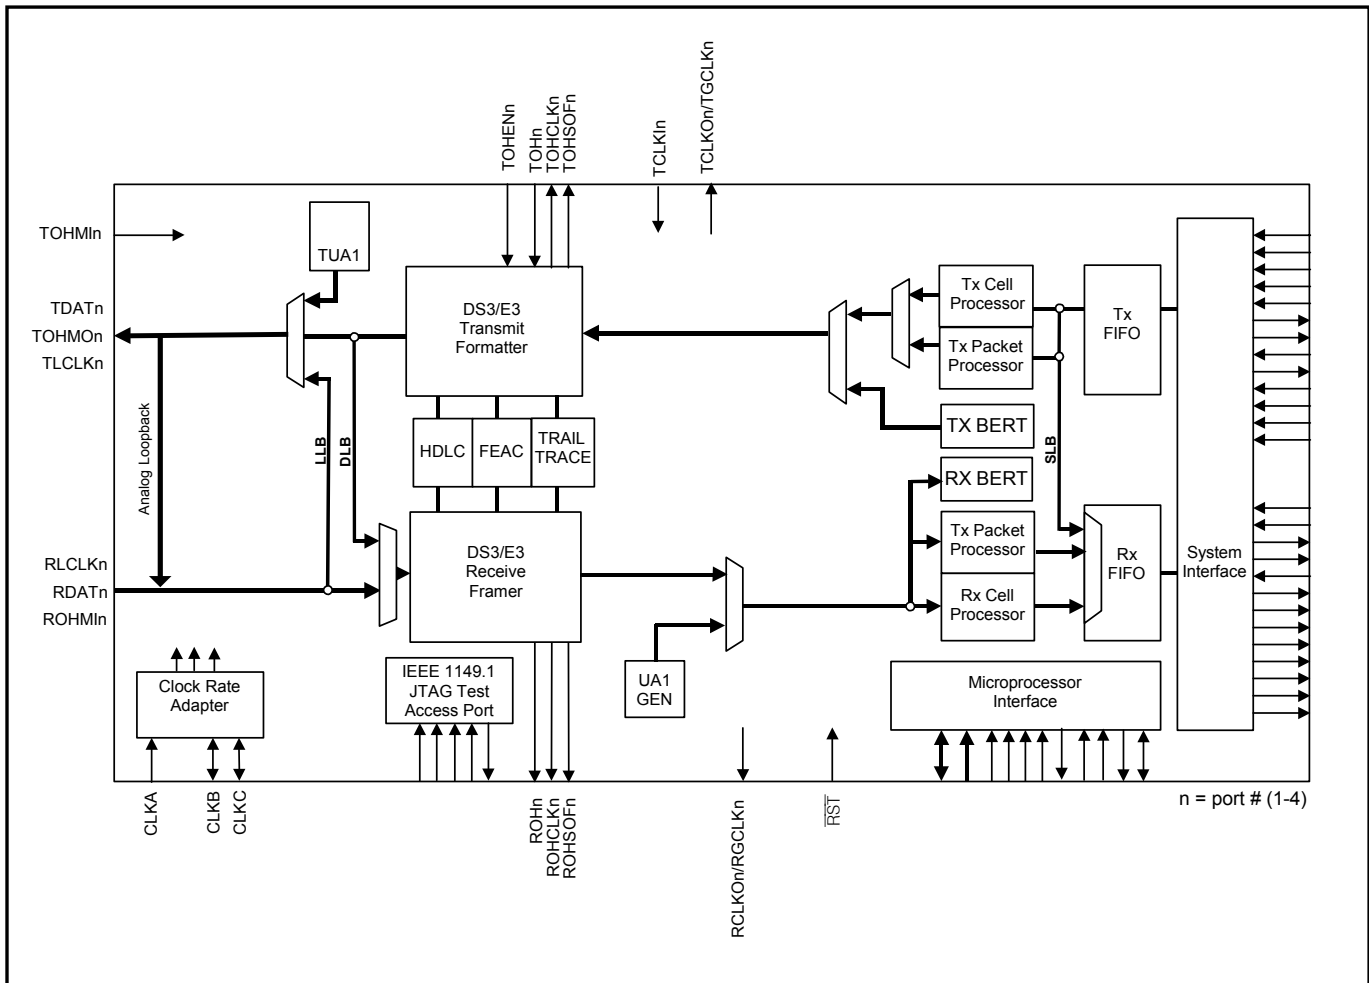 TOHENn
TOHn
TOHCLKn
TOHSOFn
TCLKIn
TCLKOn/TGCLKn
TOHMIn
TUA1
TDATn
TOHMOn
TLCLKn
DS3/E3
Transmit
Formatter
Tx Cell
Processor
Tx Packet
Processor
Tx
FIFO
TX BERT
RX BERT
HDLC
FEAC
TRAIL
TRACE
Analog Loopback
LLB
DLB
SLB
RLCLKn
RDATn
ROHMIn
DS3/E3
Receive
Framer
Tx Packet
Processor
Rx Cell
Processor
Rx
FIFO
System
Interface
Clock Rate
Adapter
IEEE 1149.1
JTAG Test
Access Port
UA1
GEN
Microprocessor
Interface
CLKA
CLKB
CLKC
ROHn
ROHCLKn
ROHSOFn
RCLKOn/RGCLKn
RST
n = port # (1-4)